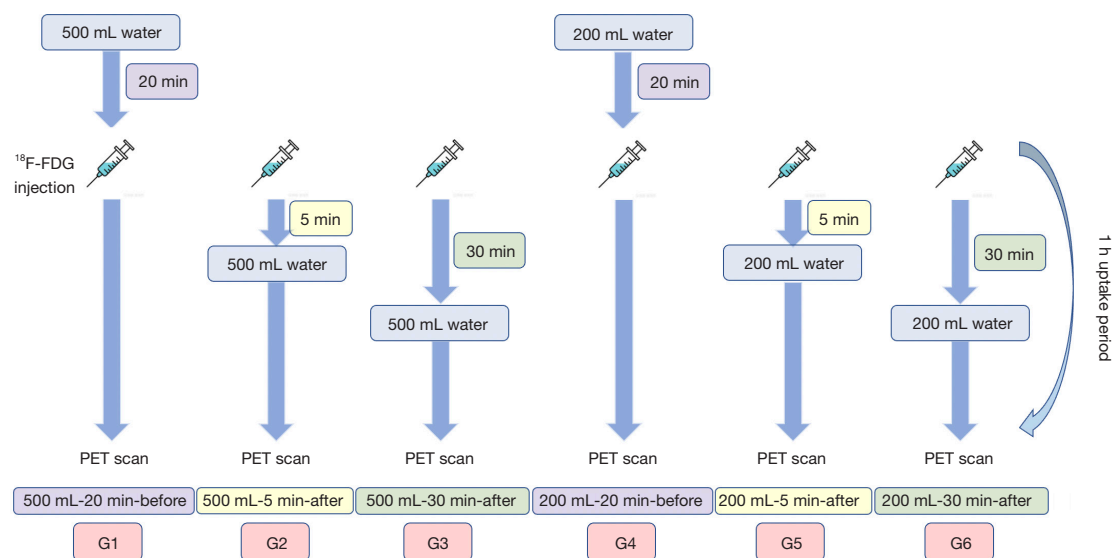 500 mL water
200 mL water
20 min
20 min
¹⁸F-FDG
injection
5 min
5 min
500 mL water
30 min
200 mL water
30 min
500 mL water
200 mL water
1 h uptake period
PET scan
PET scan
PET scan
PET scan
PET scan
PET scan
500 mL-20 min-before
500 mL-5 min-after
500 mL-30 min-after
200 mL-20 min-before
200 mL-5 min-after
200 mL-30 min-after
G1
G2
G3
G4
G5
G6